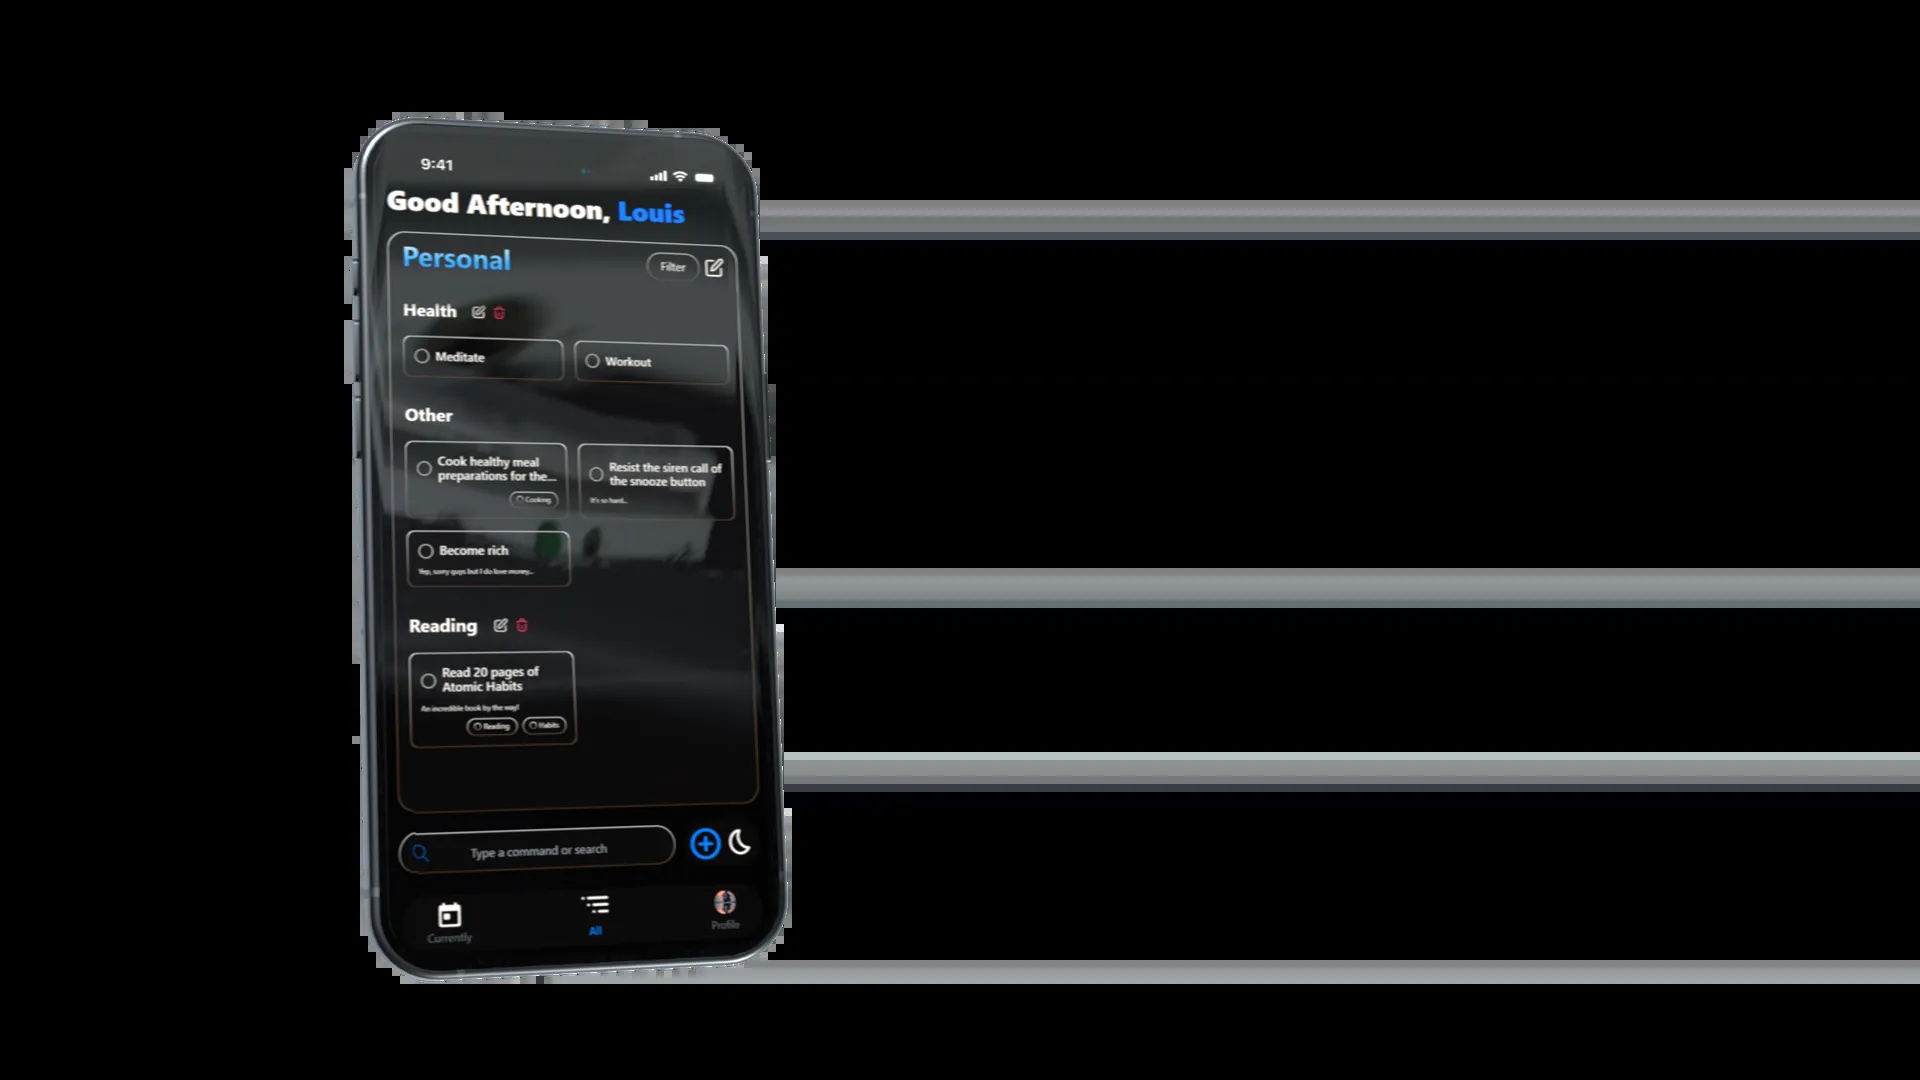 9:41
Good Afternoon, Louis
Personal
Filter
Health
Meditate
Workout
Other
Cook healthy meal
preparations for the...
Cooking
Resist the siren call of
the snooze button
It's so hard...
Become rich
Yep, sorry guys but I do love money...
Reading
Read 20 pages of
Atomic Habits
An incredible book by the way!
Reading
Habits
Type a command or search
Currently
All
Profile